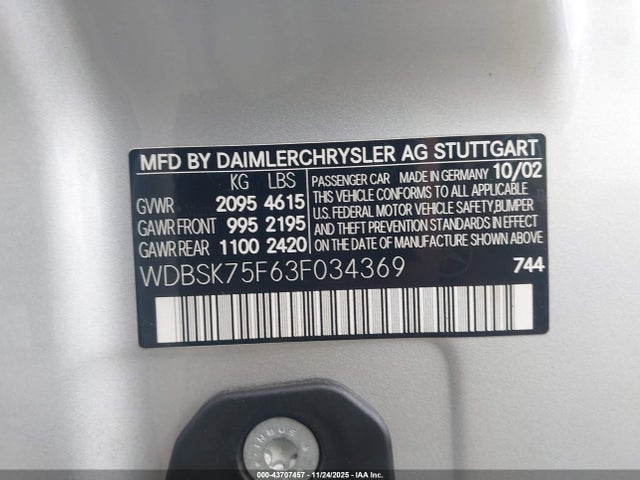 MFD BY DAIMLERCHRYSLER AG STUTTGART
KG LBS
GVWR 2095 4615
GAWR FRONT 995 2195
GAWR REAR 1100 2420
PASSENGER CAR MADE IN GERMANY 10/02
THIS VEHICLE CONFORMS TO ALL APPLICABLE
U.S. FEDERAL MOTOR VEHICLE SAFETY,BUMPER
AND THEFT PREVENTION STANDARDS IN EFFECT
ON THE DATE OF MANUFACTURE SHOWN ABOVE.
WDBSK75F63F034369 744
Stock No: 43707457 - 11/24/2025 - IAA Inc.